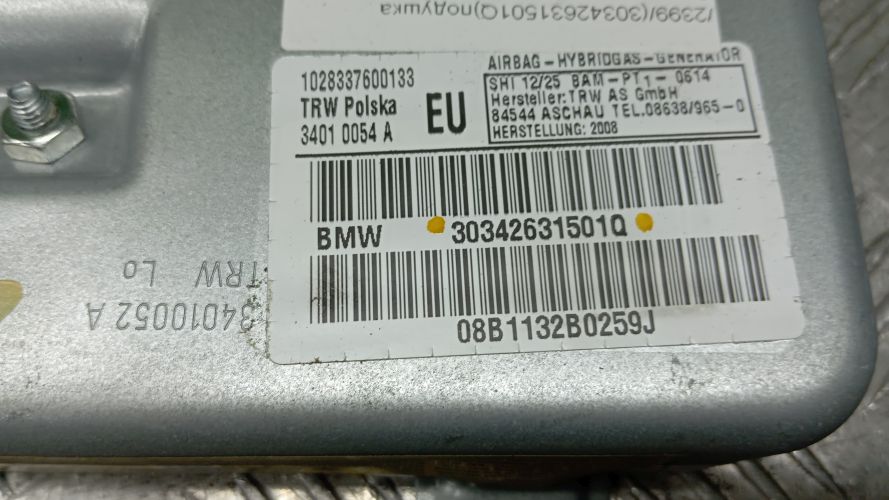 /2399/(30342631501Q)подушка
1028337600133
TRW Polska
3401 0054 A
EU
AIRBAG-HYBRIDGAS-GENERATOR
SHI 12/25 BAM-PT1-0614
Hersteller: TRW AS GmbH
84544 ASCHAU TEL.08638/965-0
HERSTELLUNG: 2008
BMW 30342631501Q
08B1132B0259J
TRW Lo
34010052 A